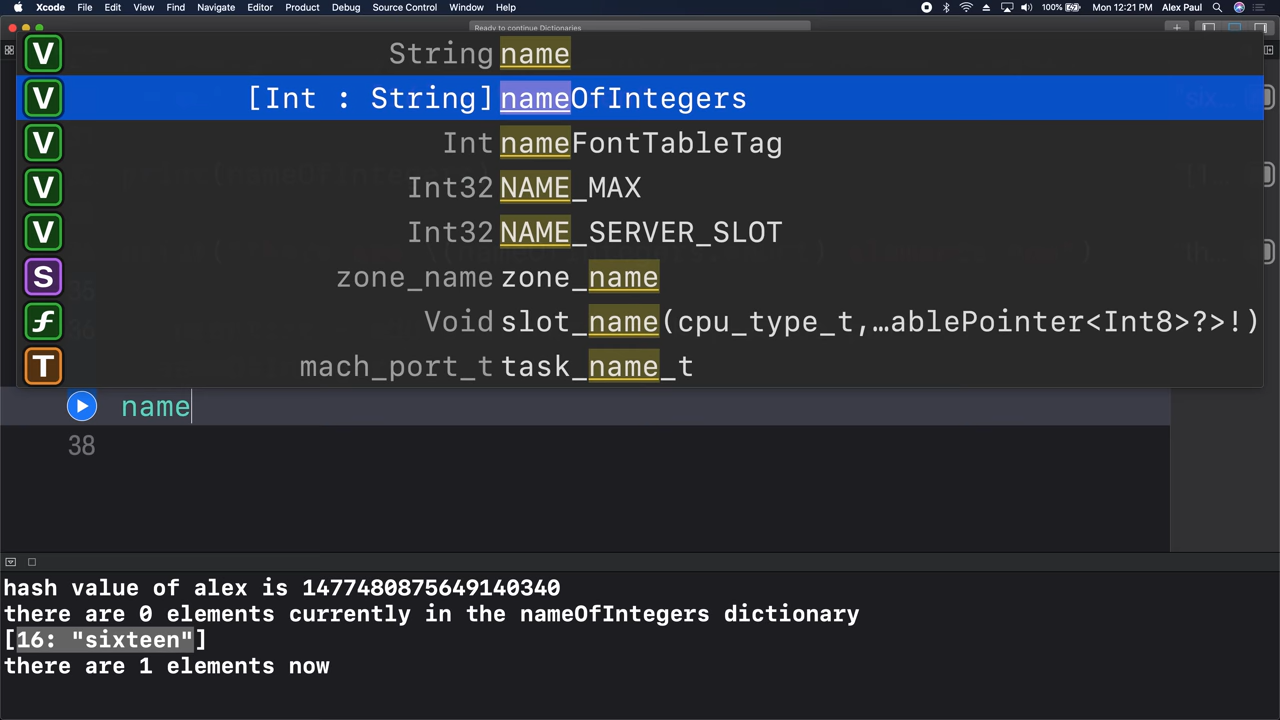 Xcode File Edit View Find Navigate Editor Product Debug Source Control Window Help 100% Mon 12:21 PM Alex Paul
Ready to continue Dictionaries
V String name
V [Int : String] nameOfIntegers
V Int nameFontTableTag
V Int32 NAME_MAX
V Int32 NAME_SERVER_SLOT
S zone_name zone_name
f Void slot_name(cpu_type_t,…ablePointer<Int8>?>!)
T mach_port_t task_name_t
name
38
hash value of alex is 1477480875649140340
there are 0 elements currently in the nameOfIntegers dictionary
[16: "sixteen"]
there are 1 elements now